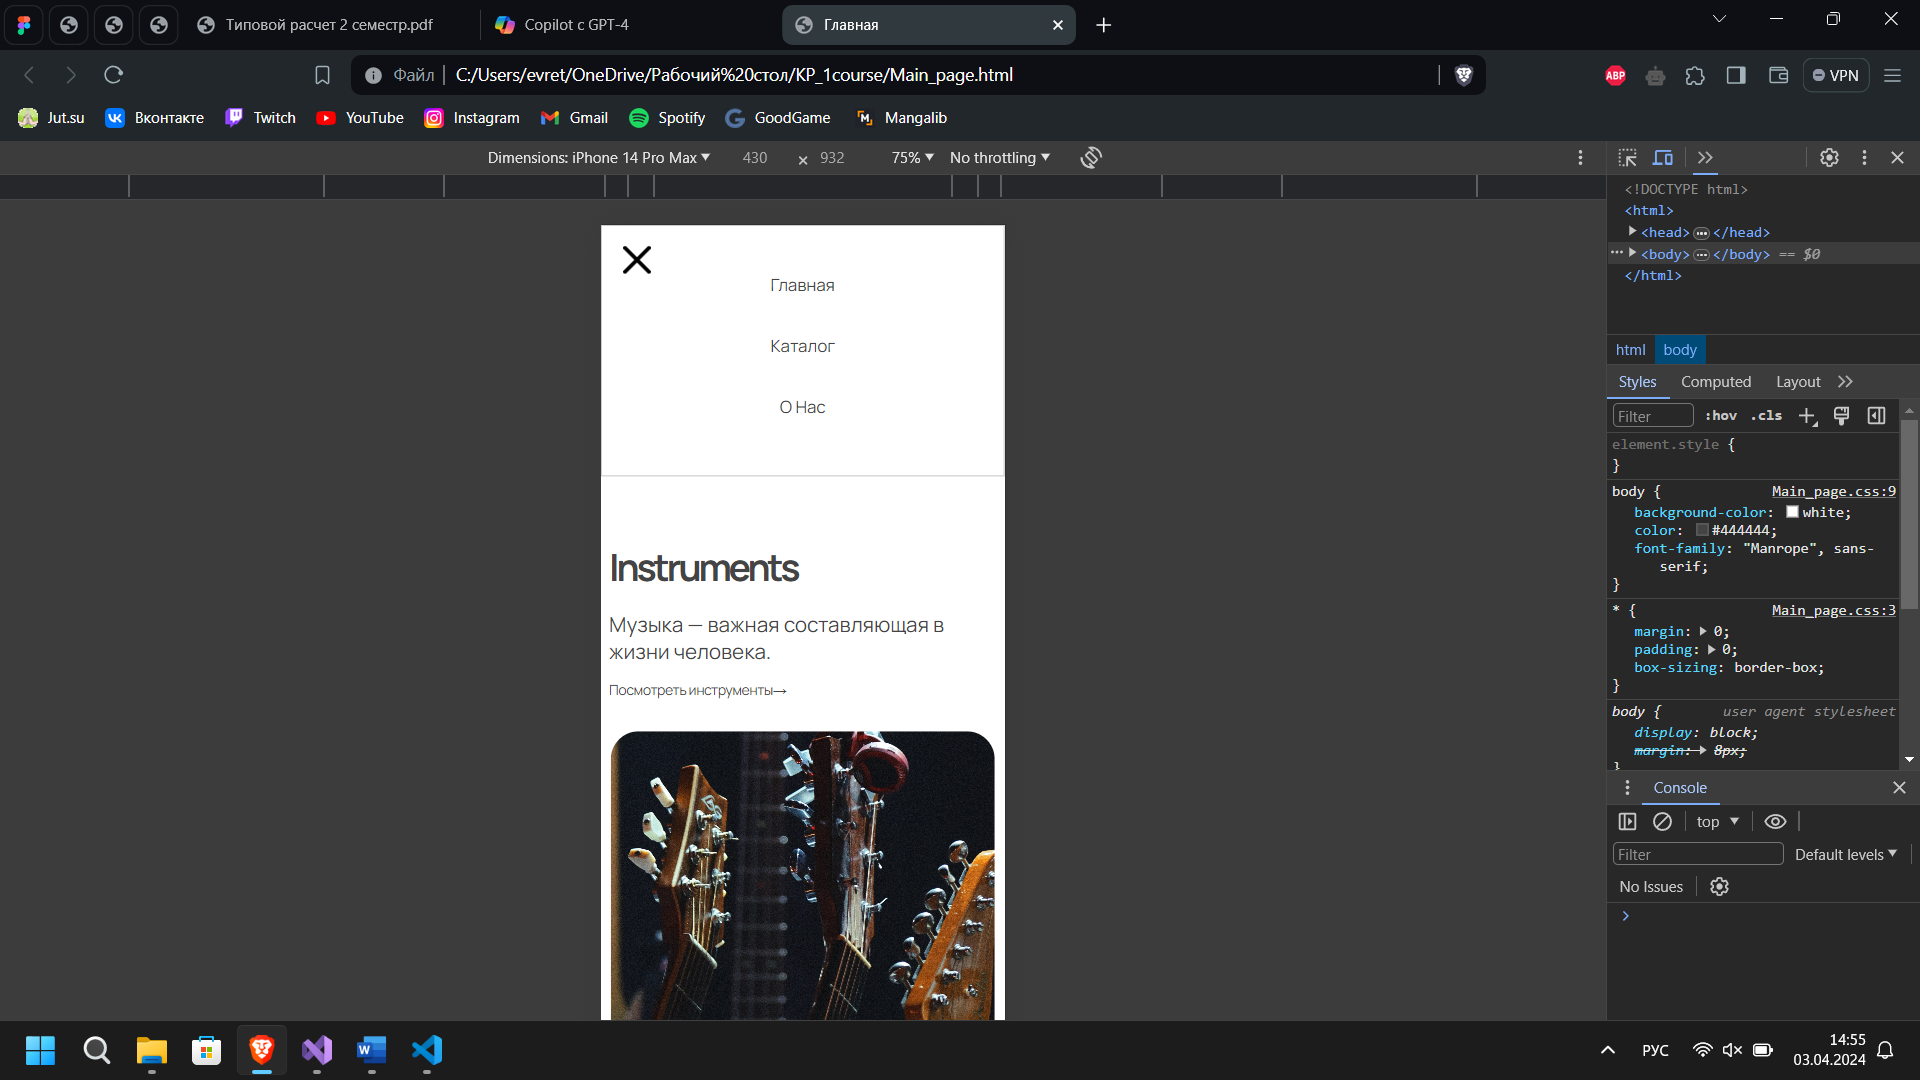 Типовой расчет 2 семестр.pdf
Copilot с GPT-4
Главная
Файл
C:/Users/evret/OneDrive/Рабочий%20стол/KP_1course/Main_page.html
ABP
VPN
Jut.su
Вконтакте
Twitch
YouTube
Instagram
Gmail
Spotify
GoodGame
Mangalib
Dimensions: iPhone 14 Pro Max
430
×
932
75%
No throttling
Главная
Каталог
О Нас
Instruments
Музыка — важная составляющая в
жизни человека.
Посмотреть инструменты→
<!DOCTYPE html>
<html>
<head> ... </head>
... <body> ... </body> == $0
</html>
html body
Styles Computed Layout
Filter :hov .cls
element.style {
}
body { Main_page.css:9
background-color: white;
color: #444444;
font-family: "Manrope", sans-
serif;
}
* { Main_page.css:3
margin: 0;
padding: 0;
box-sizing: border-box;
}
body { user agent stylesheet
display: block;
margin: 8px;
}
Console
top
Filter
Default levels
No Issues
РУС
14:55
03.04.2024